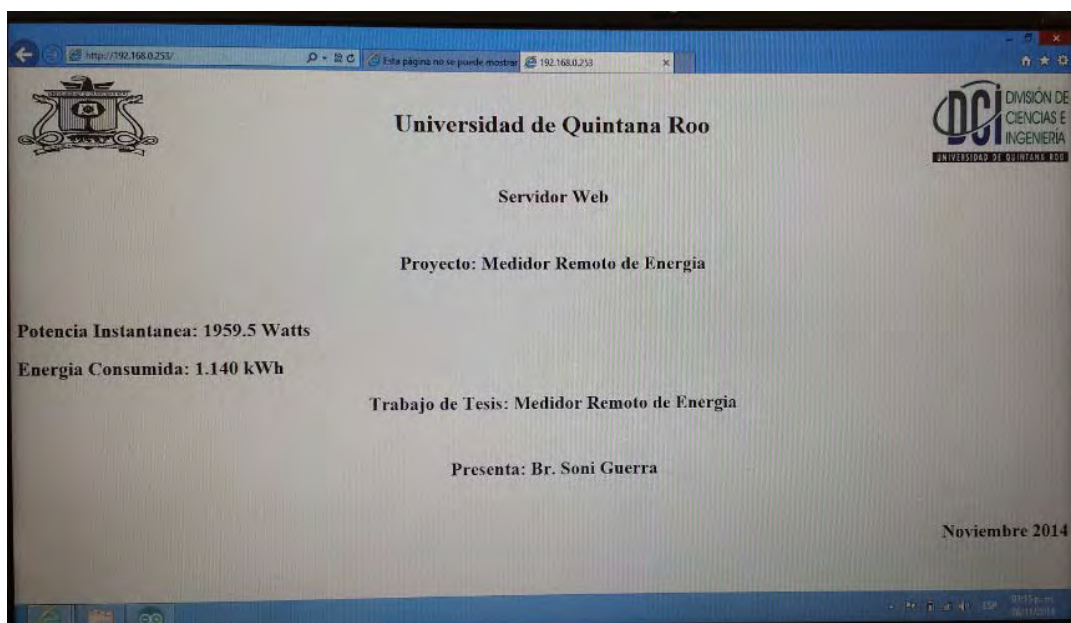 http://192.168.0.253/
Esta página no se puede mostrar
192.168.0.253
Universidad de Quintana Roo
DCi
DIVISIÓN DE
CIENCIAS E
INGENIERÍA
UNIVERSIDAD DE QUINTANA ROO
Servidor Web
Proyecto: Medidor Remoto de Energia
Potencia Instantanea: 1959.5 Watts
Energia Consumida: 1.140 kWh
Trabajo de Tesis: Medidor Remoto de Energia
Presenta: Br. Soni Guerra
Noviembre 2014
ESP